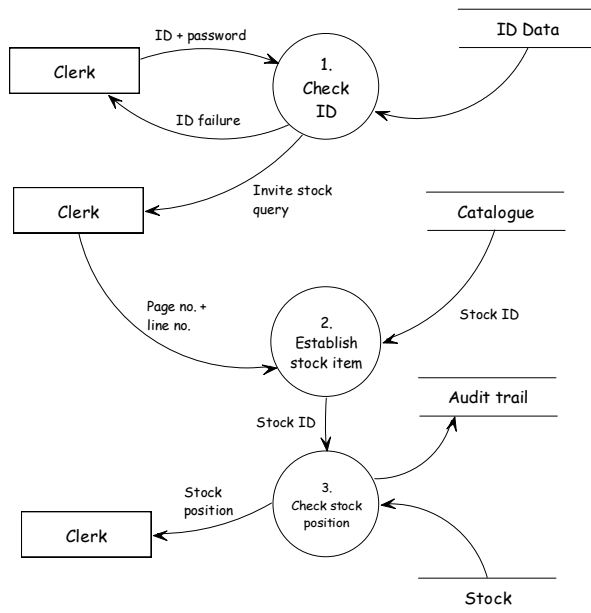 ID + password
ID Data
1.
Check
ID
Clerk
ID failure
Invite stock
query
Clerk
Catalogue
Page no. +
line no.
2.
Establish
stock item
Stock ID
Audit trail
Stock ID
3.
Check stock
position
Stock
position
Clerk
Stock